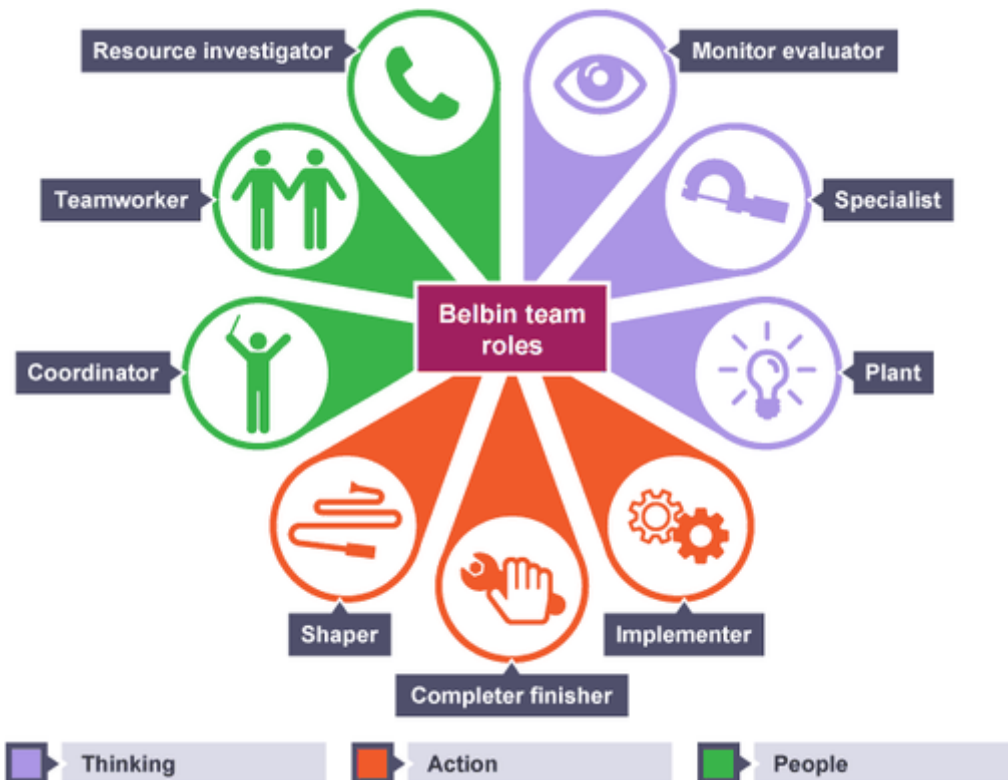 Resource investigator
Monitor evaluator
Teamworker
Specialist
Belbin team
roles
Coordinator
Plant
Shaper
Implementer
Completer finisher
Thinking
Action
People